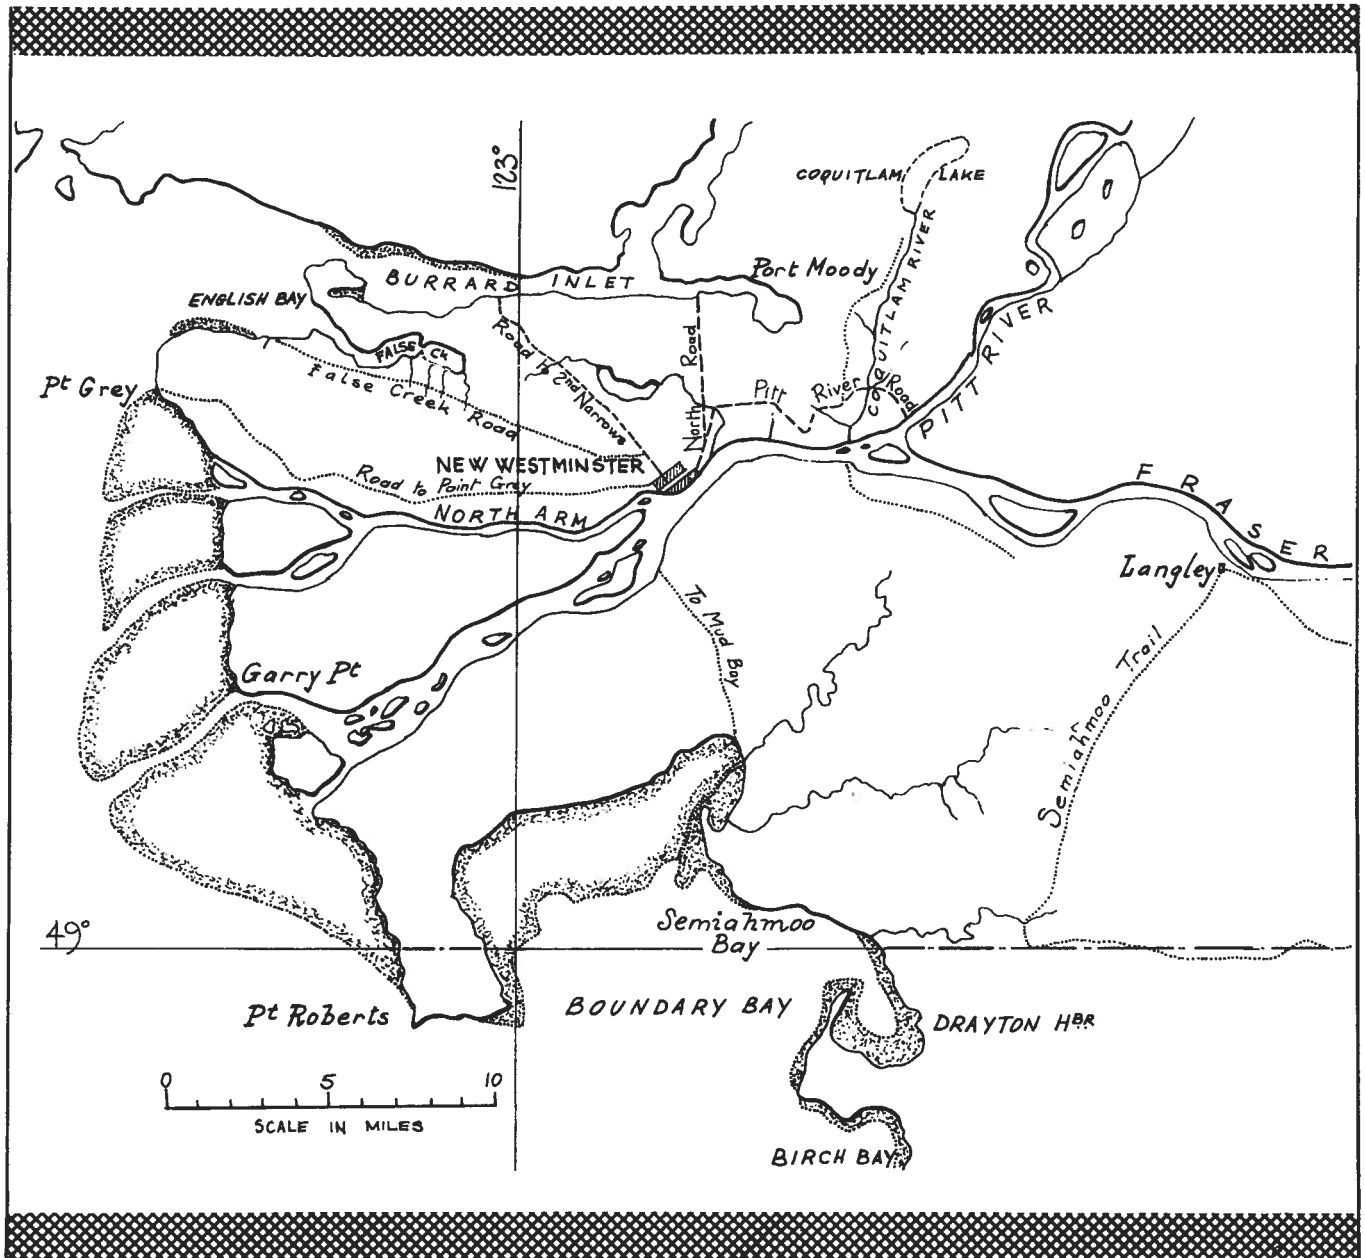 123°
COQUITLAM LAKE
Port Moody
COQUITLAM RIVER
BURRARD INLET
ENGLISH BAY
PITT RIVER
FALSE Ck
Road to 2nd Narrows
North Road
Pitt River Road
Pt Grey
False Creek Road
NEW WESTMINSTER
Road to Point Grey
NORTH ARM
FRASER
Langley
To Mud Bay
Semiahmoo Trail
Garry Pt
Semiahmoo
Bay
49°
Pt Roberts
BOUNDARY BAY
DRAYTON HBR
0 5 10
SCALE IN MILES
BIRCH BAY